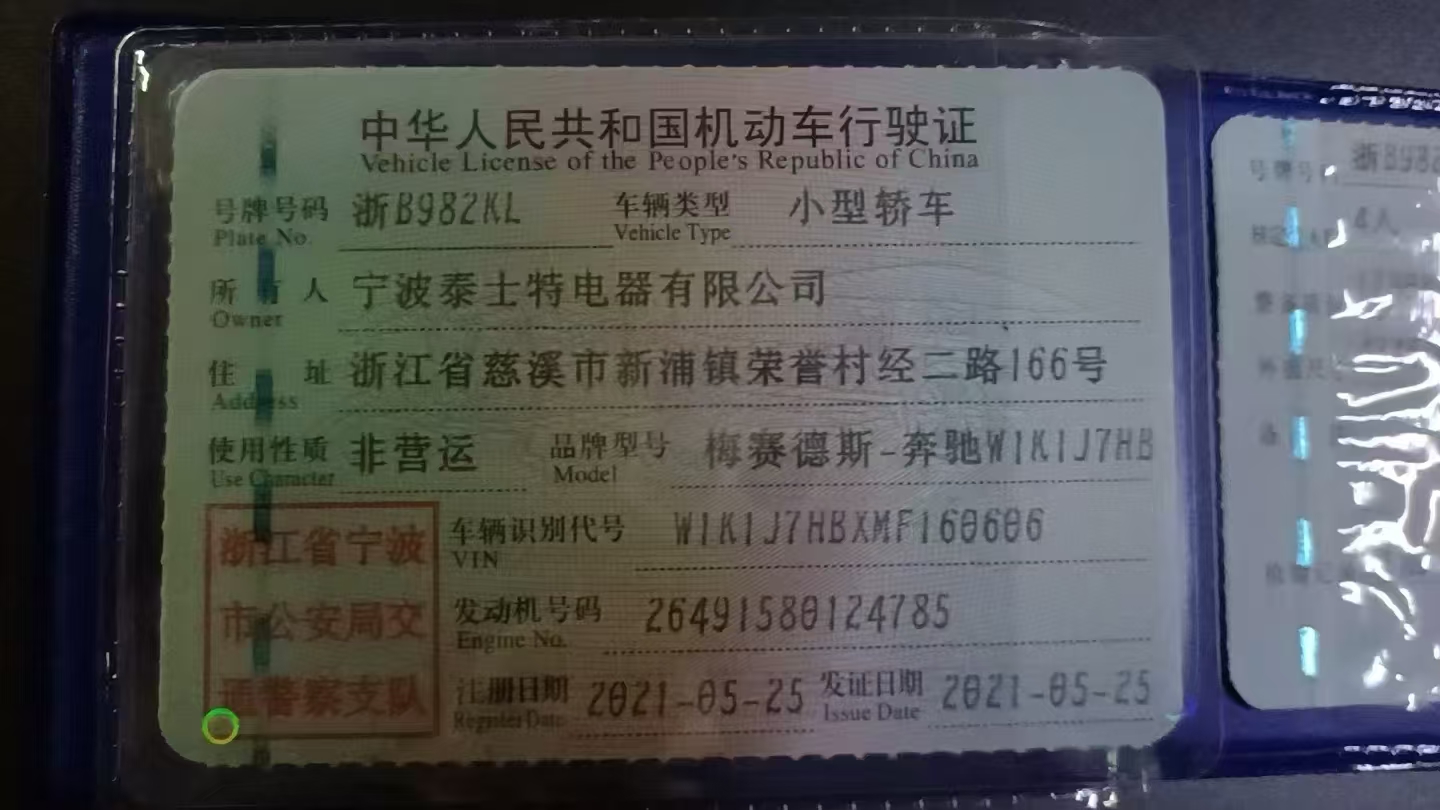 中华人民共和国机动车行驶证
Vehicle License of the People's Republic of China
号牌号码 浙B982KL 车辆类型 小型轿车
Plate No. Vehicle Type
所有人 宁波泰士特电器有限公司
Owner
住址 浙江省慈溪市新浦镇荣誉村经二路166号
Address
使用性质 非营运 品牌型号 梅赛德斯-奔驰W1K1J7HB
Use Character Model
浙江省宁波
市公安局交
通警察支队
车辆识别代号 W1K1J7HBXMF160606
VIN
发动机号码 26491580124785
Engine No.
注册日期 2021-05-25 发证日期 2021-05-25
Register Date Issue Date
号牌号 浙B982
4人